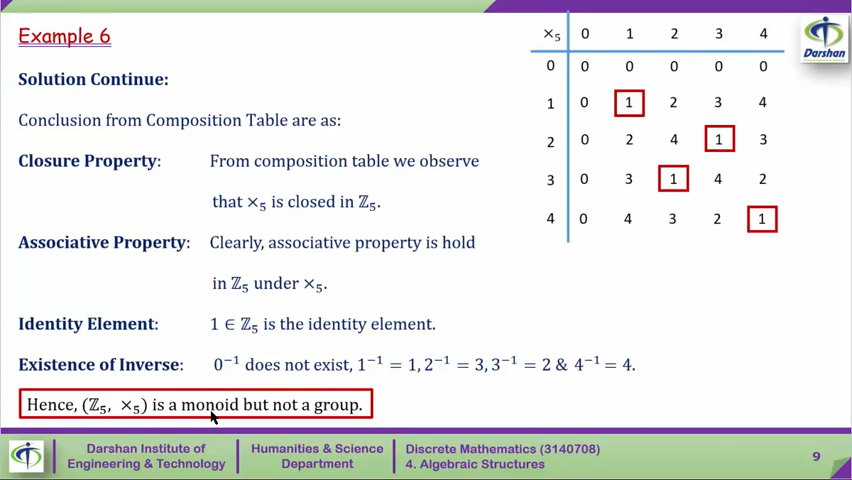 Example 6
Solution Continue:
Conclusion from Composition Table are as:
Closure Property: From composition table we observe
that ×₅ is closed in ℤ₅.
Associative Property: Clearly, associative property is hold
in ℤ₅ under ×₅.
Identity Element: 1 ∈ ℤ₅ is the identity element.
Existence of Inverse: 0⁻¹ does not exist, 1⁻¹ = 1, 2⁻¹ = 3, 3⁻¹ = 2 & 4⁻¹ = 4.
Hence, (ℤ₅, ×₅) is a monoid but not a group.
×₅ 0 1 2 3 4
0 0 0 0 0 0
1 0 1 2 3 4
2 0 2 4 1 3
3 0 3 1 4 2
4 0 4 3 2 1
Darshan
Darshan Institute of
Engineering & Technology
Humanities & Science
Department
Discrete Mathematics (3140708)
4. Algebraic Structures
9